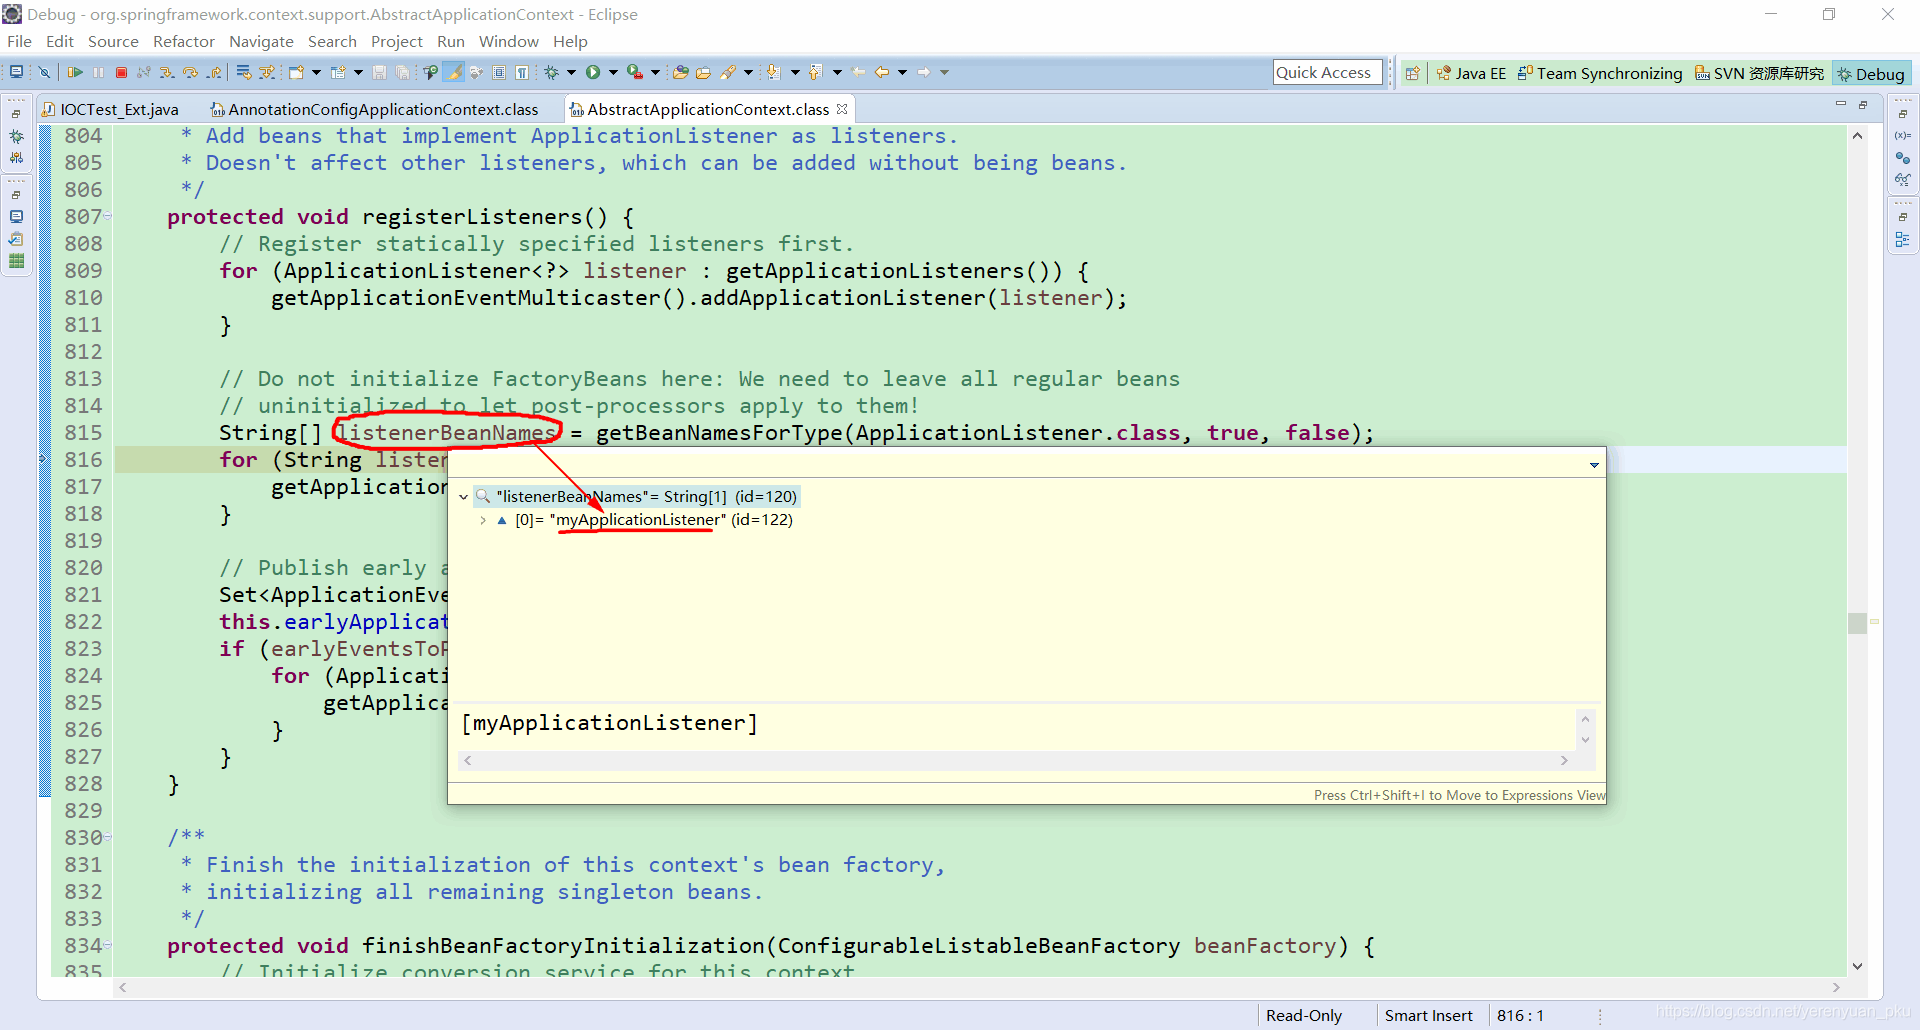 Debug - org.springframework.context.support.AbstractApplicationContext - Eclipse
File Edit Source Refactor Navigate Search Project Run Window Help
Quick Access Java EE Team Synchronizing SVN 资源库研究 Debug
IOCTest_Ext.java AnnotationConfigApplicationContext.class AbstractApplicationContext.class
804 * Add beans that implement ApplicationListener as listeners.
805 * Doesn't affect other listeners, which can be added without being beans.
806 */
807 protected void registerListeners() {
808 // Register statically specified listeners first.
809 for (ApplicationListener<?> listener : getApplicationListeners()) {
810 getApplicationEventMulticaster().addApplicationListener(listener);
811 }
812
813 // Do not initialize FactoryBeans here: We need to leave all regular beans
814 // uninitialized to let post-processors apply to them!
815 String[] listenerBeanNames = getBeanNamesForType(ApplicationListener.class, true, false);
816 for (String listen
817 getApplication
818 }
819
820 // Publish early a
821 Set<ApplicationEve
822 this.earlyApplicat
823 if (earlyEventsToP
824 for (Applicati
825 getApplica
826 }
827 }
828 }
829
830 /**
831 * Finish the initialization of this context's bean factory,
832 * initializing all remaining singleton beans.
833 */
834 protected void finishBeanFactoryInitialization(ConfigurableListableBeanFactory beanFactory) {
835 // Initialize conversion service for this context
"listenerBeanNames"= String[1] (id=120)
[0]= "myApplicationListener" (id=122)
[myApplicationListener]
Press Ctrl+Shift+I to Move to Expressions View
Read-Only Smart Insert 816 : 1
https://blog.csdn.net/yerenyuan_pku